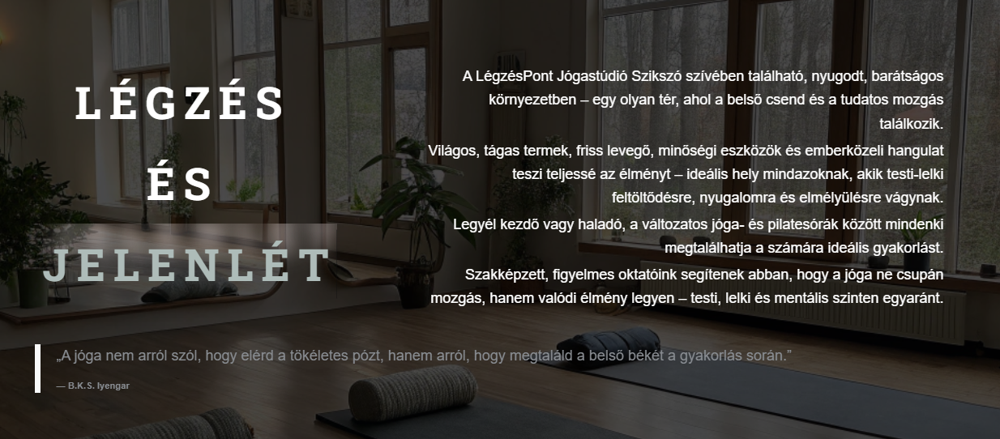 LÉGZÉS
ÉS
JELENLÉT
A LégzésPont Jógastúdió Szikszó szívében található, nyugodt, barátságos
környezetben – egy olyan tér, ahol a belső csend és a tudatos mozgás
találkozik.
Világos, tágas termek, friss levegő, minőségi eszközök és emberközeli hangulat
teszi teljessé az élményt – ideális hely mindazoknak, akik testi-lelki
feltöltődésre, nyugalomra és elmélyülésre vágynak.
Legyél kezdő vagy haladó, a változatos jóga- és pilatesórák között mindenki
megtalálhatja a számára ideális gyakorlást.
Szakképzett, figyelmes oktatóink segítenek abban, hogy a jóga ne csupán
mozgás, hanem valódi élmény legyen – testi, lelki és mentális szinten egyaránt.
„A jóga nem arról szól, hogy elérd a tökéletes pózt, hanem arról, hogy megtaláld a belső békét a gyakorlás során.”
— B.K.S. Iyengar